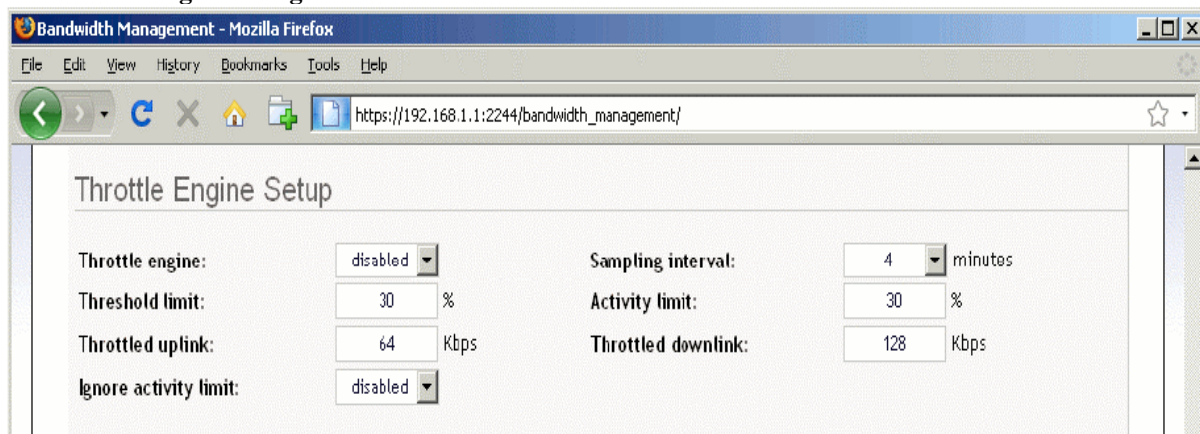 Bandwidth Management - Mozilla Firefox
File Edit View History Bookmarks Tools Help
https://192.168.1.1:2244/bandwidth_management/
Throttle Engine Setup
Throttle engine: disabled Sampling interval: 4 minutes
Threshold limit: 30 % Activity limit: 30 %
Throttled uplink: 64 Kbps Throttled downlink: 128 Kbps
Ignore activity limit: disabled